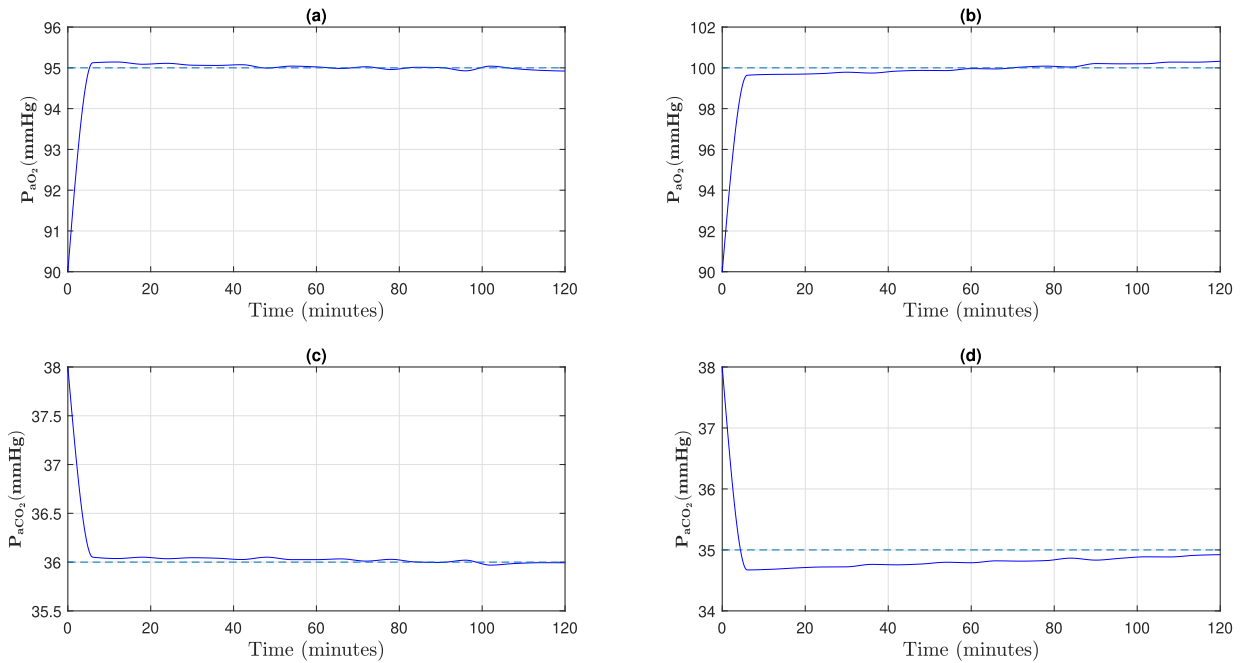 (a)
96
95
94
93
92
91
90
P_aO₂(mmHg)
0 20 40 60 80 100 120
Time (minutes)
(b)
102
100
98
96
94
92
90
P_aO₂(mmHg)
0 20 40 60 80 100 120
Time (minutes)
(c)
38
37.5
37
36.5
36
35.5
P_aCO₂(mmHg)
0 20 40 60 80 100 120
Time (minutes)
(d)
38
37
36
35
34
P_aCO₂(mmHg)
0 20 40 60 80 100 120
Time (minutes)